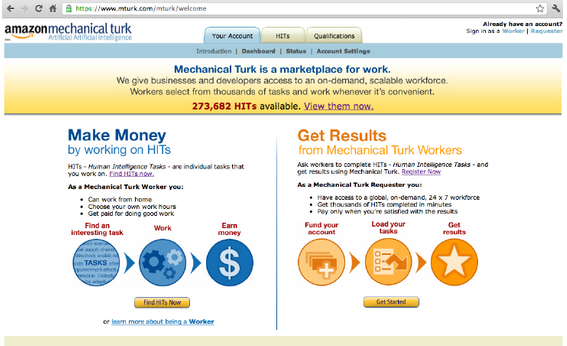 https://www.mturk.com/mturk/welcome
amazonmechanical turk
Artificial Artificial Intelligence
Your Account
HITs
Qualifications
Already have an account?
Sign in as a Worker | Requester
Introduction | Dashboard | Status | Account Settings
Mechanical Turk is a marketplace for work.
We give businesses and developers access to an on-demand, scalable workforce.
Workers select from thousands of tasks and work whenever it's convenient.
273,682 HITs available. View them now.
Make Money
by working on HITs
HITs - Human Intelligence Tasks - are individual tasks that
you work on. Find HITs now.
As a Mechanical Turk Worker you:
• Can work from home
• Choose your own work hours
• Get paid for doing good work
Find an
interesting task
Work
Earn
money
TASKS
$
Find HITs Now
or learn more about being a Worker
Get Results
from Mechanical Turk Workers
Ask workers to complete HITs - Human Intelligence Tasks - and
get results using Mechanical Turk. Register Now
As a Mechanical Turk Requester you:
• Have access to a global, on-demand, 24 x 7 workforce
• Get thousands of HITs completed in minutes
• Pay only when you're satisfied with the results
Fund your
account
Load your
tasks
Get
results
Get Started